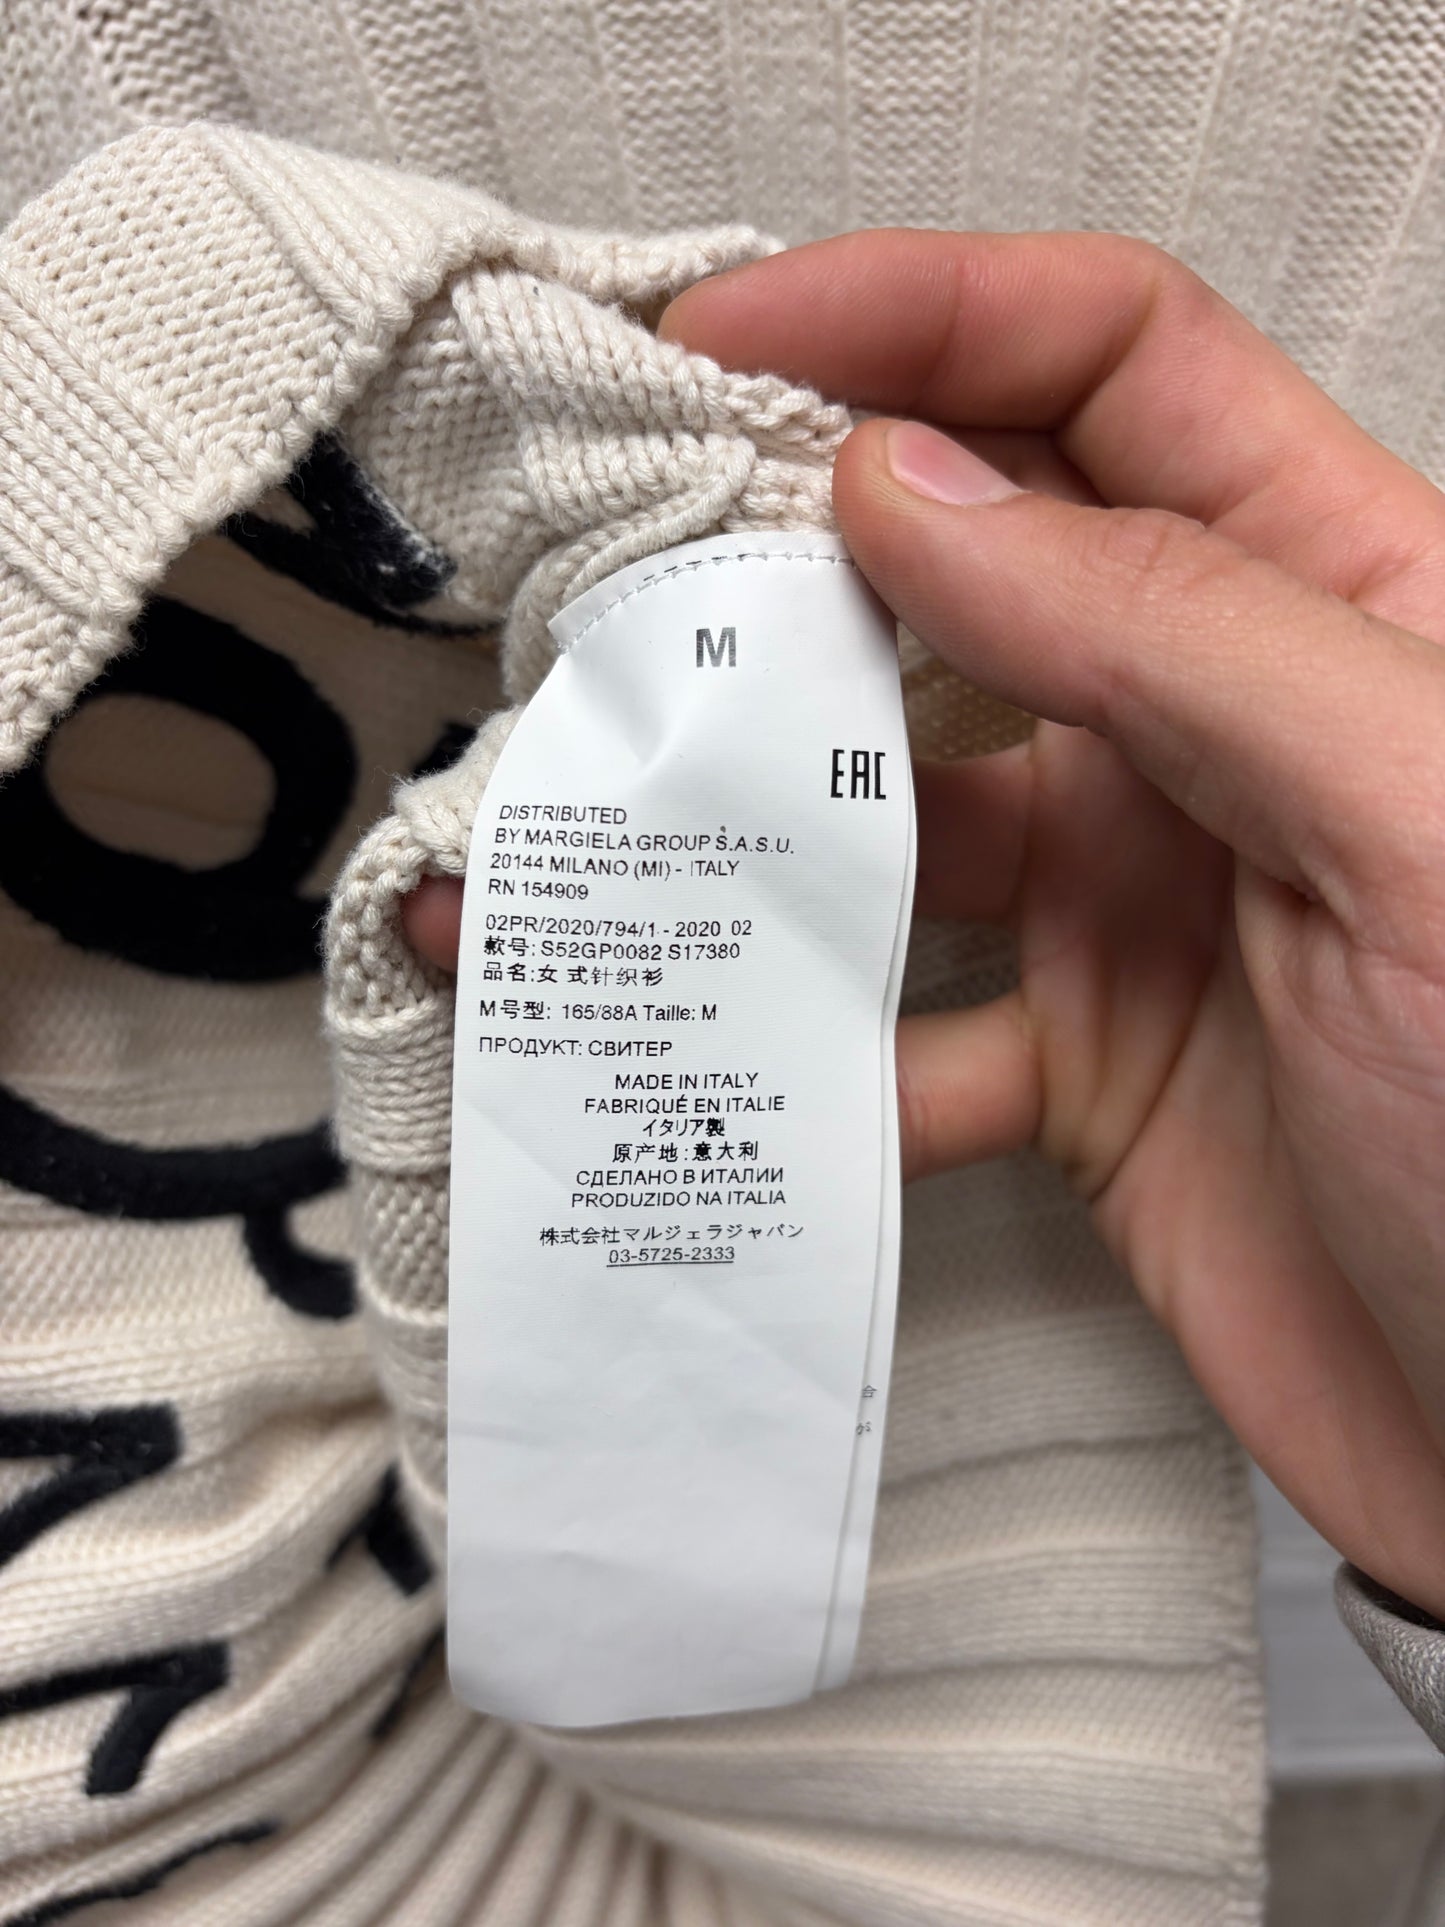 M
EAC
DISTRIBUTED
BY MARGIELA GROUP S.A.S.U.
20144 MILANO (MI) - ITALY
RN 154909
02PR/2020/794/1 - 2020 02
款号: S52GP0082 S17380
品名:女 式针织衫
M号型: 165/88A Taille: M
ПРОДУКТ: СВИТЕР
MADE IN ITALY
FABRIQUÉ EN ITALIE
イタリア製
原产地:意大利
СДЕЛАНО В ИТАЛИИ
PRODUZIDO NA ITALIA
株式会社マルジェラジャパン
03-5725-2333
合
が